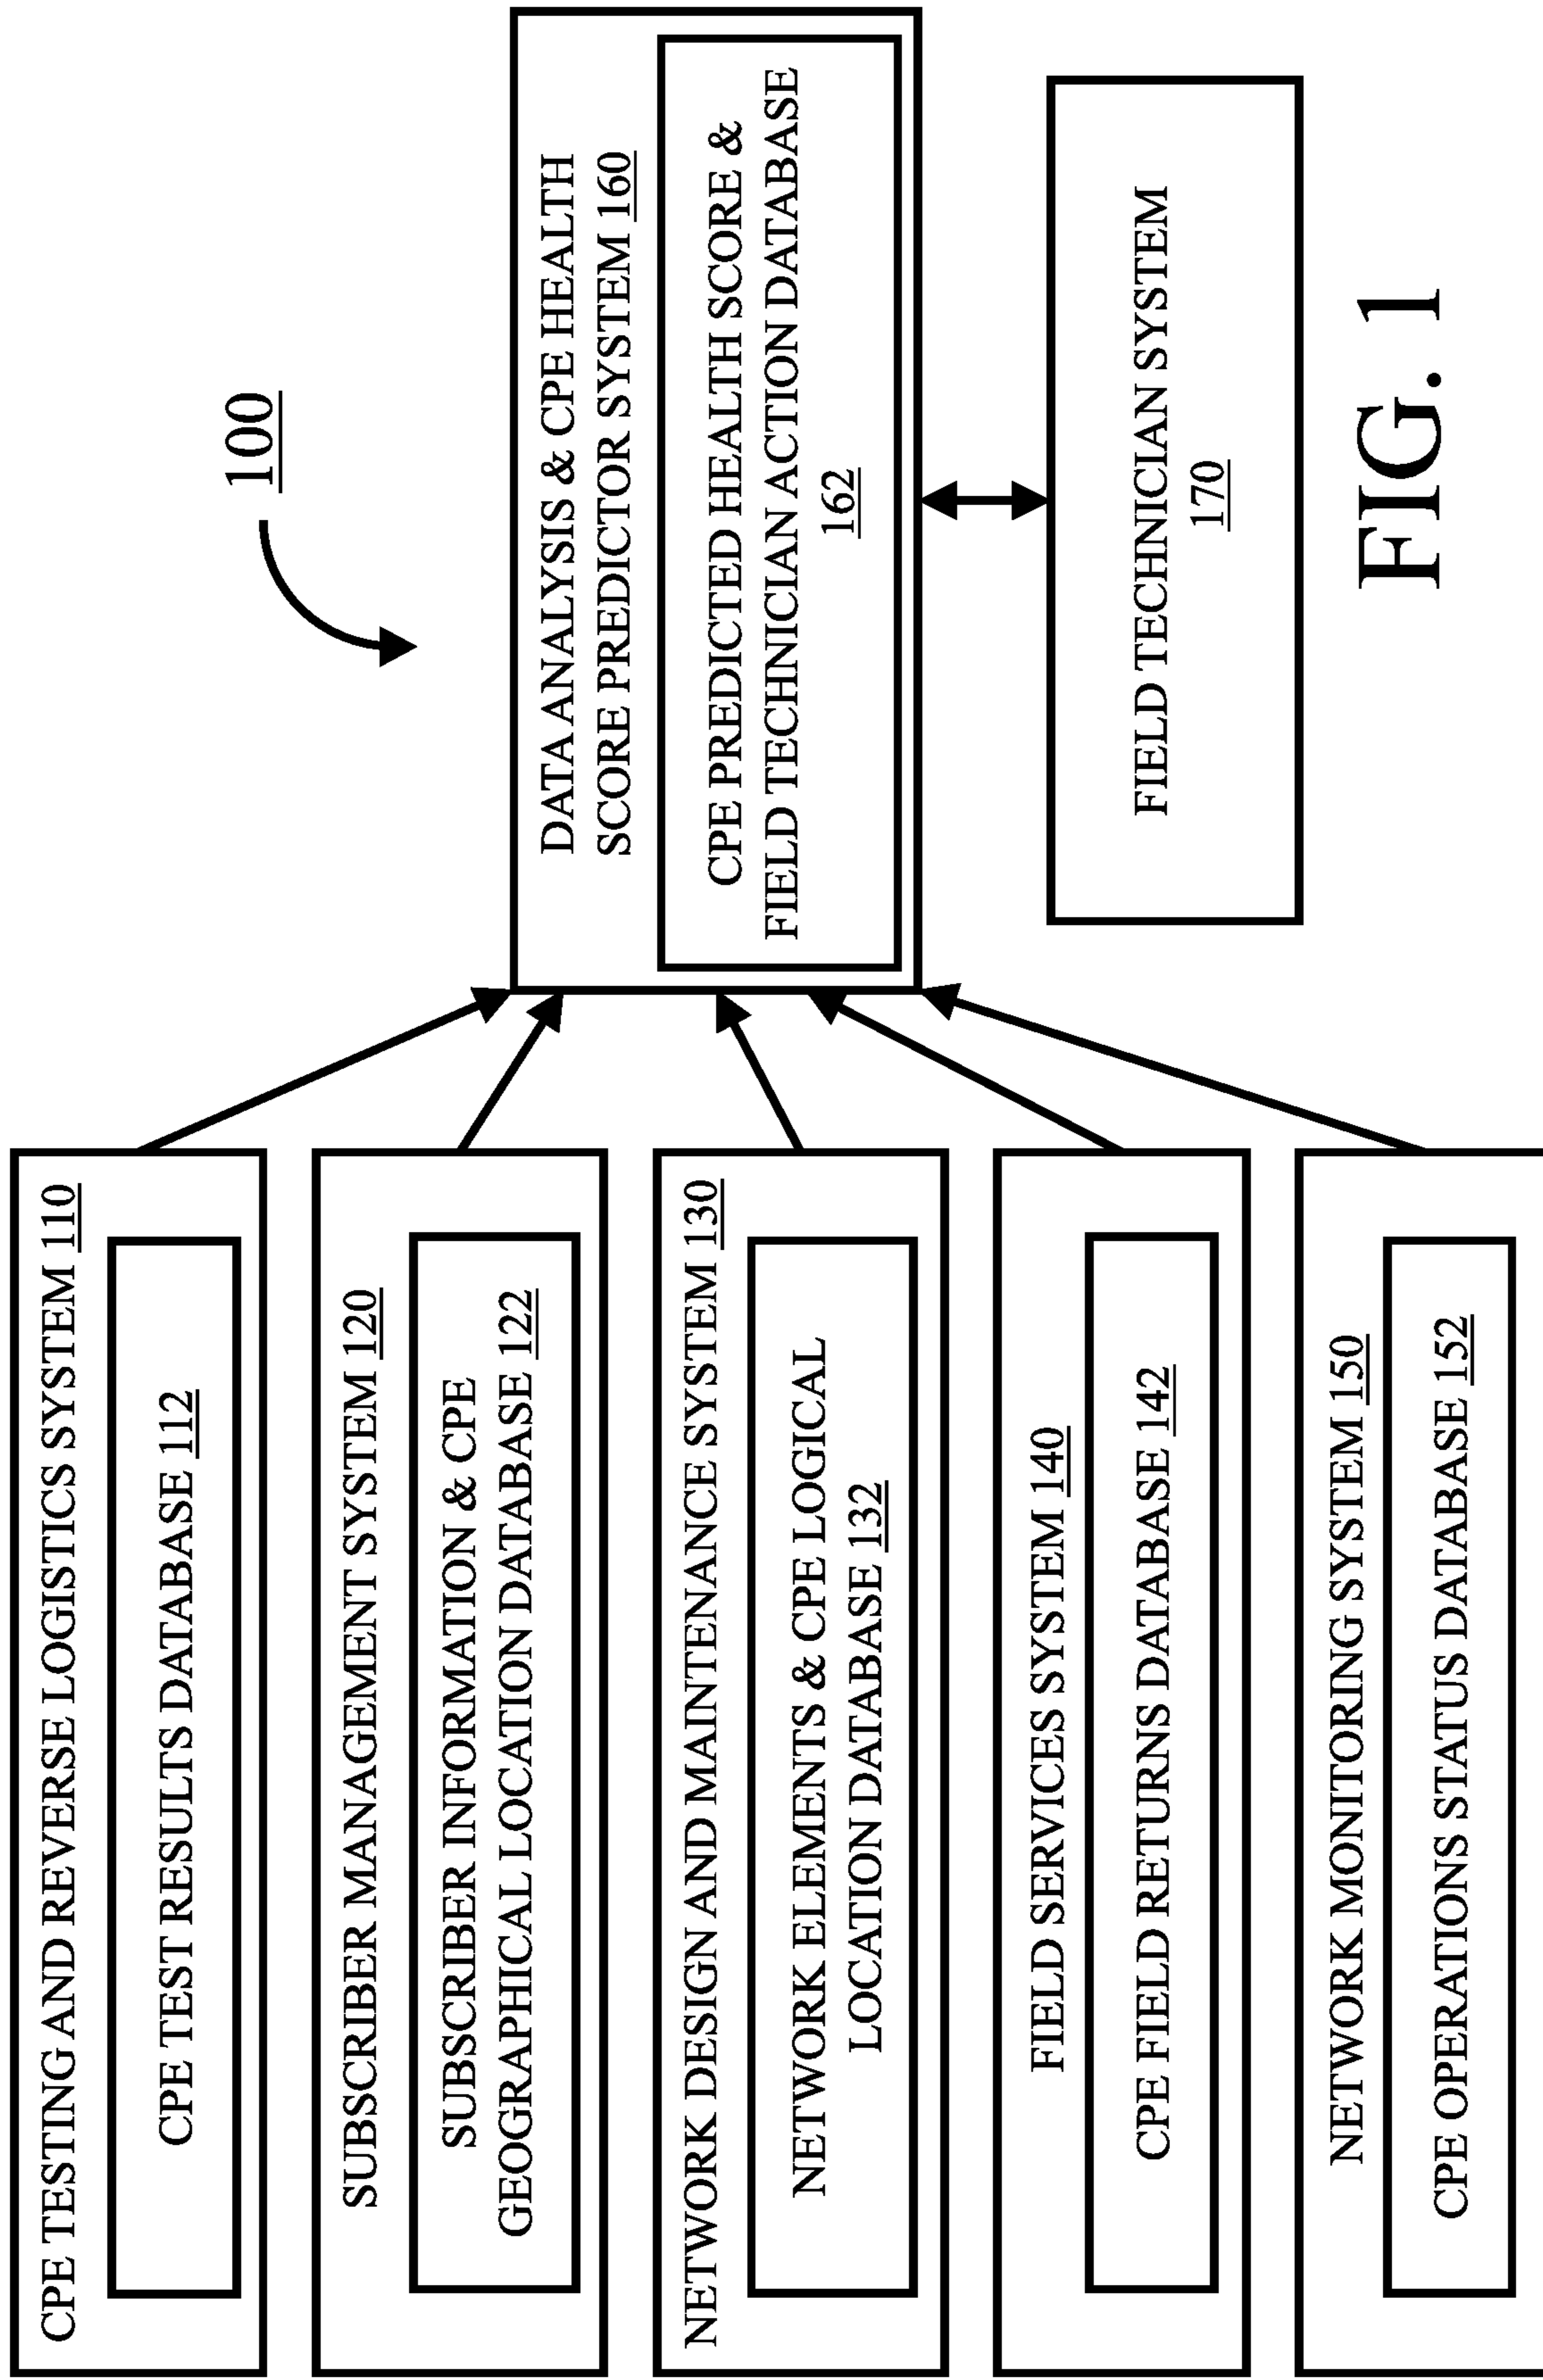 100
CPE TESTING AND REVERSE LOGISTICS SYSTEM 110
CPE TEST RESULTS DATABASE 112
SUBSCRIBER MANAGEMENT SYSTEM 120
SUBSCRIBER INFORMATION & CPE
GEOGRAPHICAL LOCATION DATABASE 122
NETWORK DESIGN AND MAINTENANCE SYSTEM 130
NETWORK ELEMENTS & CPE LOGICAL
LOCATION DATABASE 132
FIELD SERVICES SYSTEM 140
CPE FIELD RETURNS DATABASE 142
NETWORK MONITORING SYSTEM 150
CPE OPERATIONS STATUS DATABASE 152
DATA ANALYSIS & CPE HEALTH
SCORE PREDICTOR SYSTEM 160
CPE PREDICTED HEALTH SCORE &
FIELD TECHNICIAN ACTION DATABASE
162
FIELD TECHNICIAN SYSTEM
170
FIG. 1